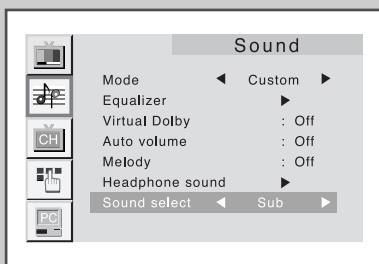 Sound
Mode ◀ Custom ▶
Equalizer ▶
Virtual Dolby : Off
Auto volume : Off
Melody : Off
Headphone sound ▶
Sound select ◀ Sub ▶
CH
PC